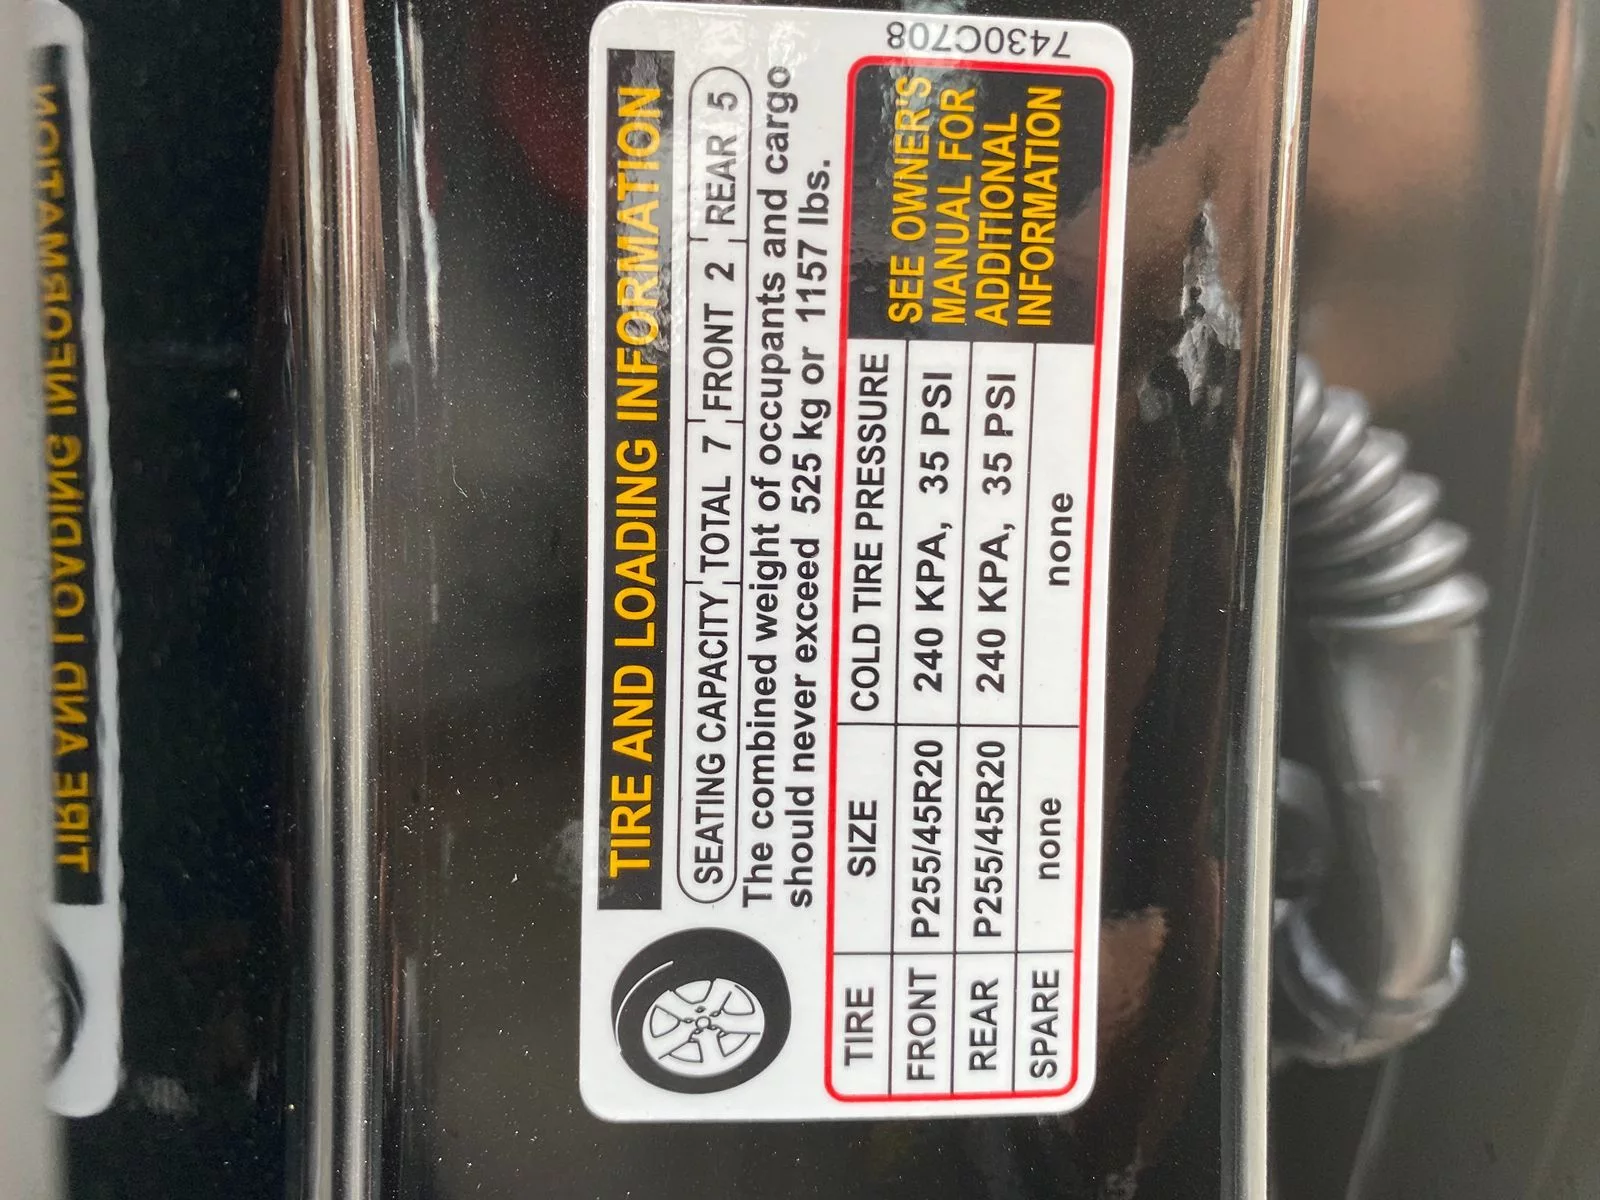 TIRE AND LOADING INFORMATION
SEATING CAPACITY TOTAL 7 FRONT 2 REAR 5
The combined weight of occupants and cargo
should never exceed 525 kg or 1157 lbs.
TIRE SIZE COLD TIRE PRESSURE
FRONT P255/45R20 240 KPA, 35 PSI
REAR P255/45R20 240 KPA, 35 PSI
SPARE none none
SEE OWNER'S
MANUAL FOR
ADDITIONAL
INFORMATION
7430C708
TIRE AND LOADING INFORMATION